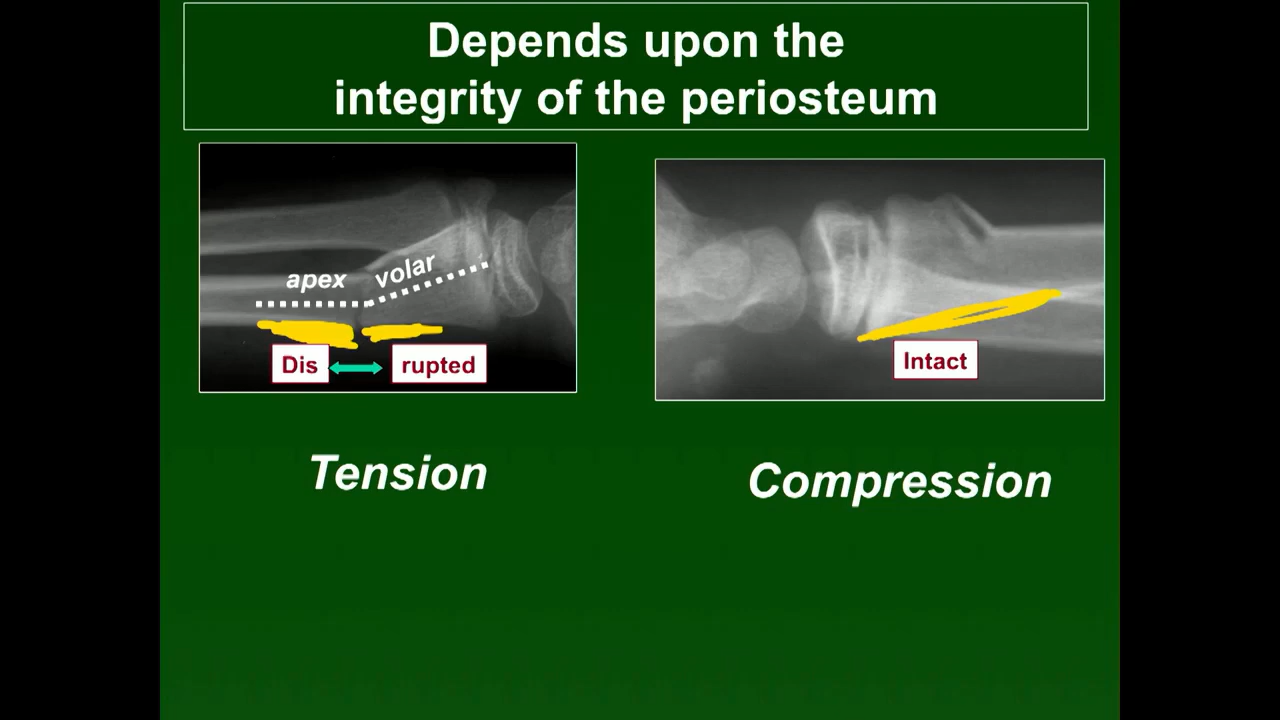 Depends upon the
integrity of the periosteum
apex volar
Dis rupted
Intact
Tension
Compression